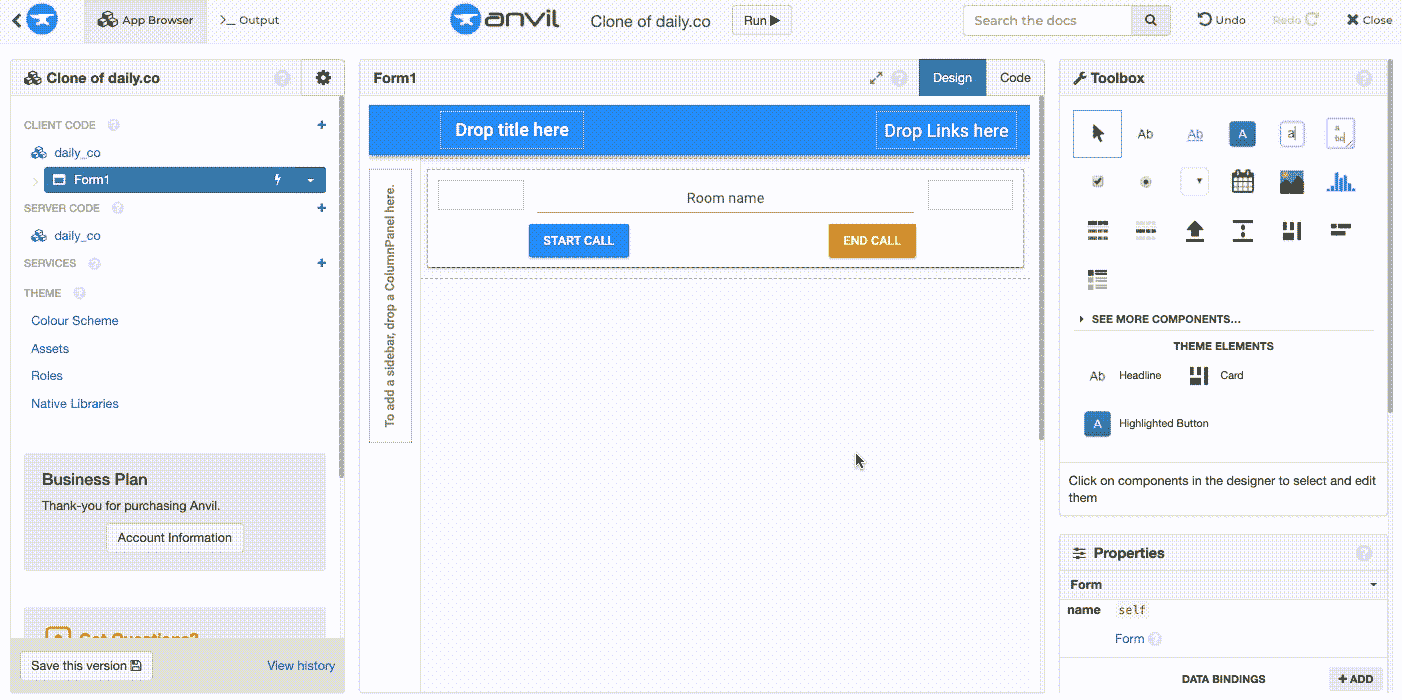 App Browser
Output
anvil
Clone of daily.co
Run
Search the docs
Undo
Redo
Close
Clone of daily.co
CLIENT CODE
daily_co
Form1
SERVER CODE
daily_co
SERVICES
THEME
Colour Scheme
Assets
Roles
Native Libraries
Business Plan
Thank-you for purchasing Anvil.
Account Information
Got Questions?
Save this version
View history
Form1
Design
Code
Drop title here
Drop Links here
To add a sidebar, drop a ColumnPanel here.
Room name
START CALL
END CALL
Toolbox
Ab
Ab
A
a
a
bc
SEE MORE COMPONENTS...
THEME ELEMENTS
Ab
Headline
Card
A
Highlighted Button
Click on components in the designer to select and edit
them
Properties
Form
name
self
Form
DATA BINDINGS
+ ADD